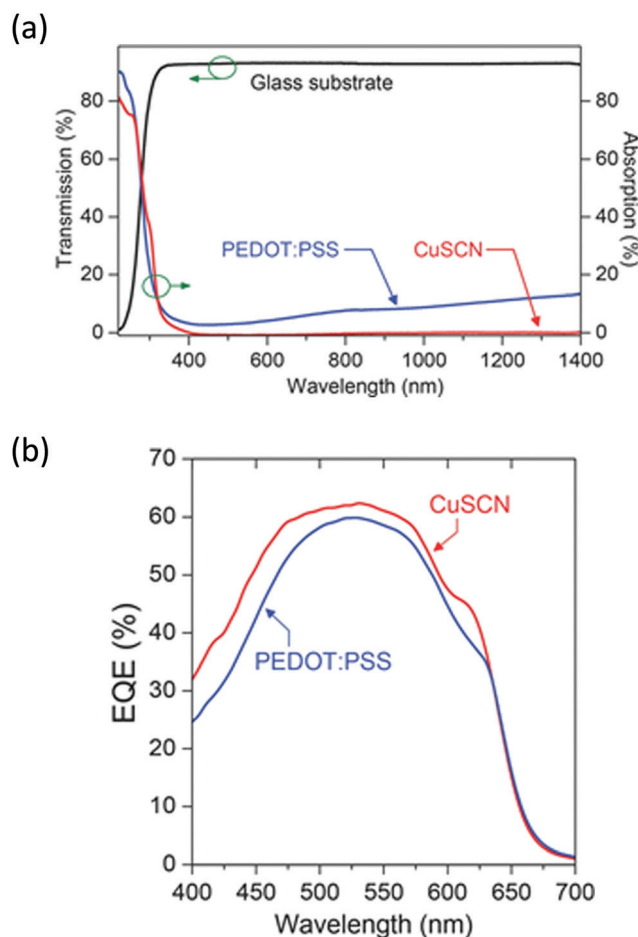 (a)
Transmission (%)
80
60
40
20
0
Glass substrate
PEDOT:PSS
CuSCN
80
60
40
20
0
Absorption (%)
400 600 800 1000 1200 1400
Wavelength (nm)
(b)
EQE (%)
70
60
50
40
30
20
10
0
CuSCN
PEDOT:PSS
400 450 500 550 600 650 700
Wavelength (nm)